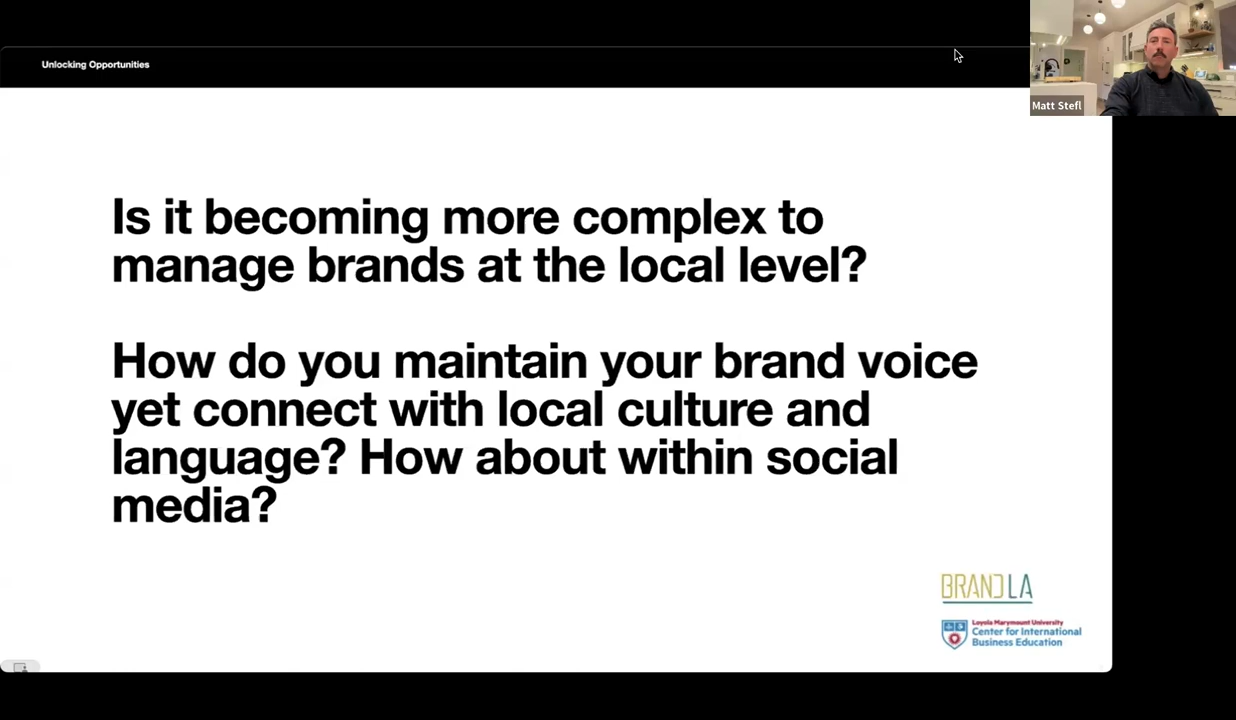 Unlocking Opportunities
Matt Stefl
Is it becoming more complex to
manage brands at the local level?
How do you maintain your brand voice
yet connect with local culture and
language? How about within social
media?
BRANDLA
Loyola Marymount University
Center for International
Business Education